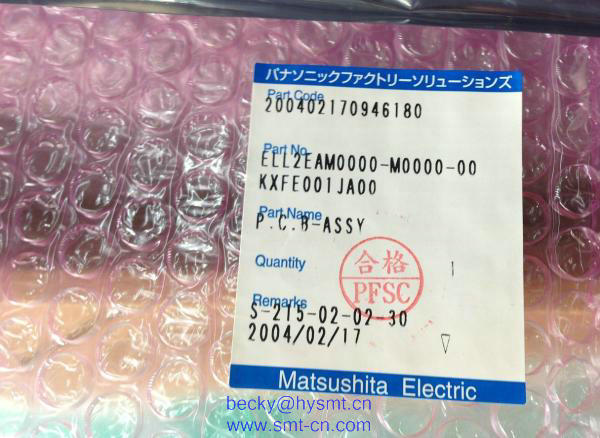 パナソニックファクトリーソリューションズ
Part Code
200402170946180
Part No.
ELL2EAM0000-M0000-00
KXFE001JA00
Part Name
P.C.B-ASSY
Quantity 1
合格
PFSC
Remarks
S-215-02-02-30
2004/02/17 ▽
Matsushita Electric
becky@hysmt.cn
www.smt-cn.com